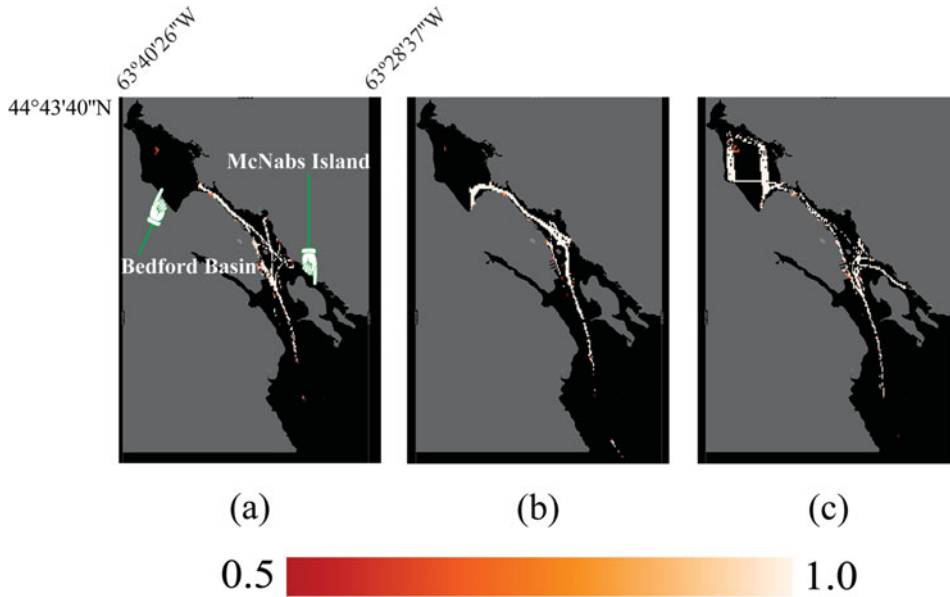 63°40'26"W
63°28'37"W
44°43'40"N
McNabs Island
Bedford Basin
(a)
(b)
(c)
0.5
1.0